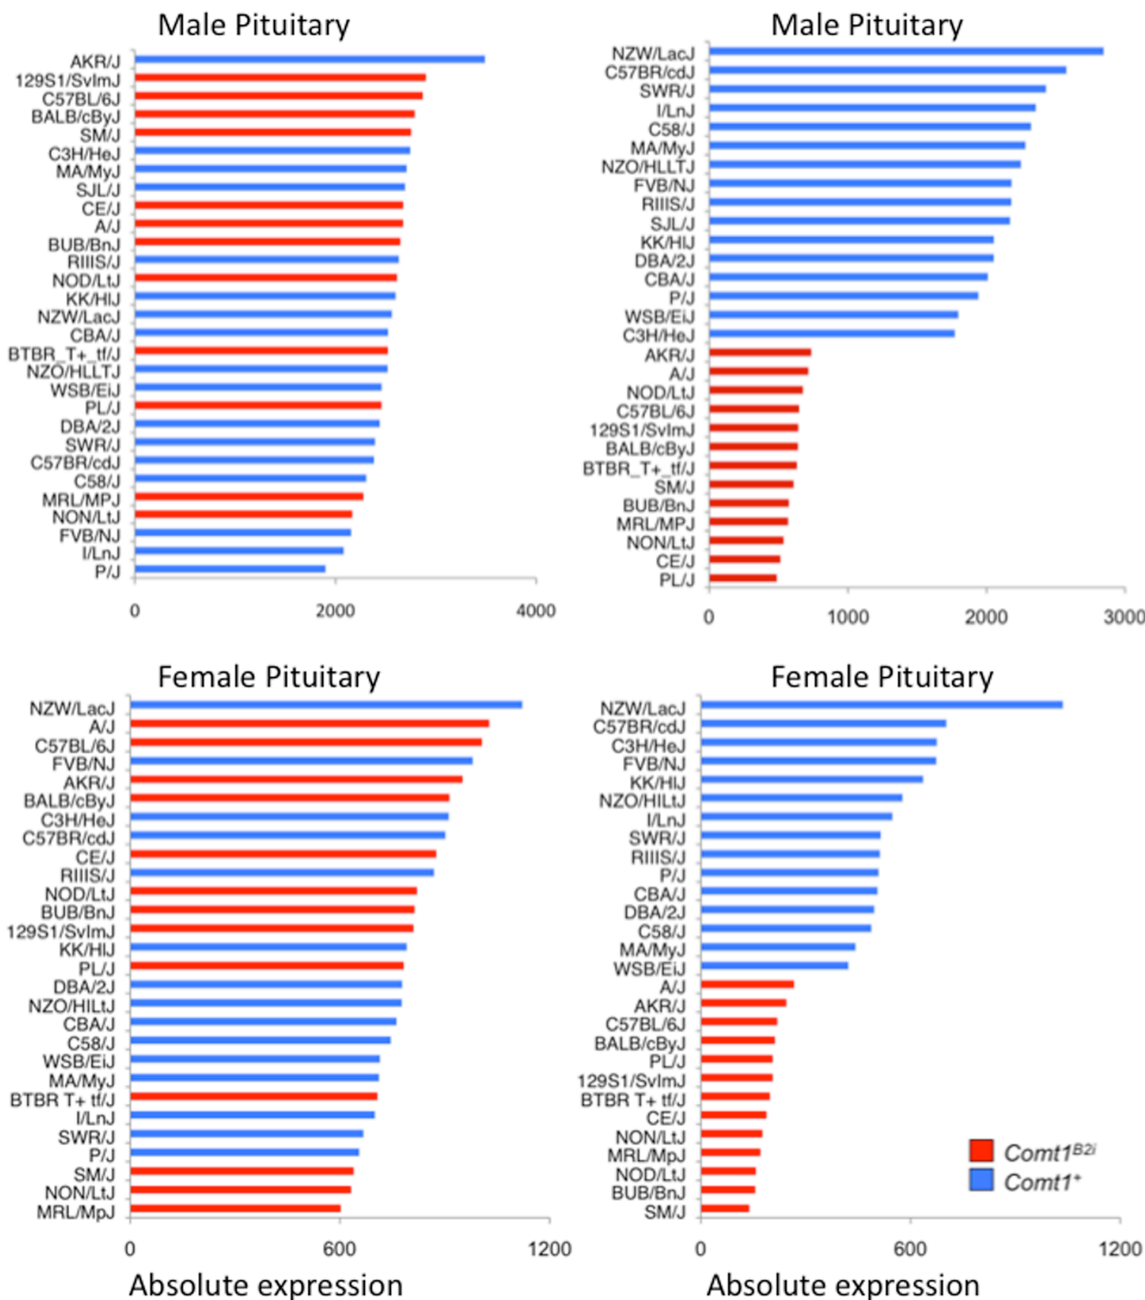 Male Pituitary
AKR/J
129S1/SvImJ
C57BL/6J
BALB/cByJ
SM/J
C3H/HeJ
MA/MyJ
SJL/J
CE/J
A/J
BUB/BnJ
RIIIS/J
NOD/LtJ
KK/HIJ
NZW/LacJ
CBA/J
BTBR_T+_tf/J
NZO/HLLTJ
WSB/EiJ
PL/J
DBA/2J
SWR/J
C57BR/cdJ
C58/J
MRL/MPJ
NON/LtJ
FVB/NJ
I/LnJ
P/J
0 2000 4000
Male Pituitary
NZW/LacJ
C57BR/cdJ
SWR/J
I/LnJ
C58/J
MA/MyJ
NZO/HLLTJ
FVB/NJ
RIIIS/J
SJL/J
KK/HIJ
DBA/2J
CBA/J
P/J
WSB/EiJ
C3H/HeJ
AKR/J
A/J
NOD/LtJ
C57BL/6J
129S1/SvImJ
BALB/cByJ
BTBR_T+_tf/J
SM/J
BUB/BnJ
MRL/MPJ
NON/LtJ
CE/J
PL/J
0 1000 2000 3000
Female Pituitary
NZW/LacJ
A/J
C57BL/6J
FVB/NJ
AKR/J
BALB/cByJ
C3H/HeJ
C57BR/cdJ
CE/J
RIIIS/J
NOD/LtJ
BUB/BnJ
129S1/SvImJ
KK/HIJ
PL/J
DBA/2J
NZO/HILtJ
CBA/J
C58/J
WSB/EiJ
MA/MyJ
BTBR T+ tf/J
I/LnJ
SWR/J
P/J
SM/J
NON/LtJ
MRL/MpJ
0 600 1200
Absolute expression
Female Pituitary
NZW/LacJ
C57BR/cdJ
C3H/HeJ
FVB/NJ
KK/HIJ
NZO/HILtJ
I/LnJ
SWR/J
RIIIS/J
P/J
CBA/J
DBA/2J
C58/J
MA/MyJ
WSB/EiJ
A/J
AKR/J
C57BL/6J
BALB/cByJ
PL/J
129S1/SvImJ
BTBR T+ tf/J
CE/J
NON/LtJ
MRL/MpJ
NOD/LtJ
BUB/BnJ
SM/J
Comt1B2i
Comt1+
0 600 1200
Absolute expression